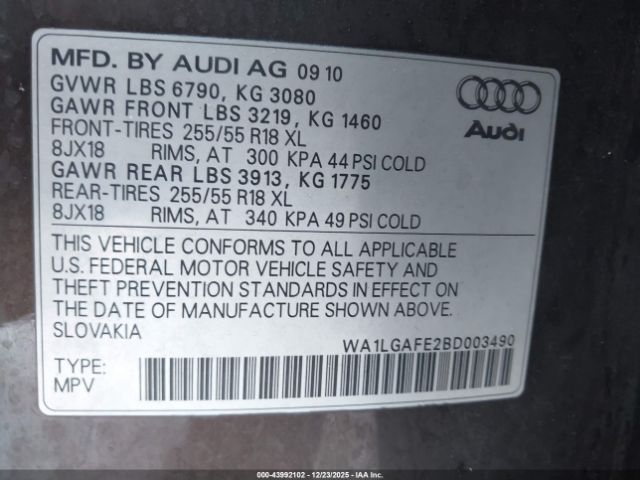 MFD. BY AUDI AG 09 10
GVWR LBS 6790, KG 3080
GAWR FRONT LBS 3219, KG 1460
FRONT-TIRES 255/55 R18 XL
8JX18 RIMS, AT 300 KPA 44 PSI COLD
GAWR REAR LBS 3913, KG 1775
REAR-TIRES 255/55 R18 XL
8JX18 RIMS, AT 340 KPA 49 PSI COLD
Audi
THIS VEHICLE CONFORMS TO ALL APPLICABLE
U.S. FEDERAL MOTOR VEHICLE SAFETY AND
THEFT PREVENTION STANDARDS IN EFFECT ON
THE DATE OF MANUFACTURE SHOWN ABOVE.
SLOVAKIA
WA1LGAFE2BD003490
TYPE:
MPV
000-43992102 - 12/23/2025 - IAA, Inc.